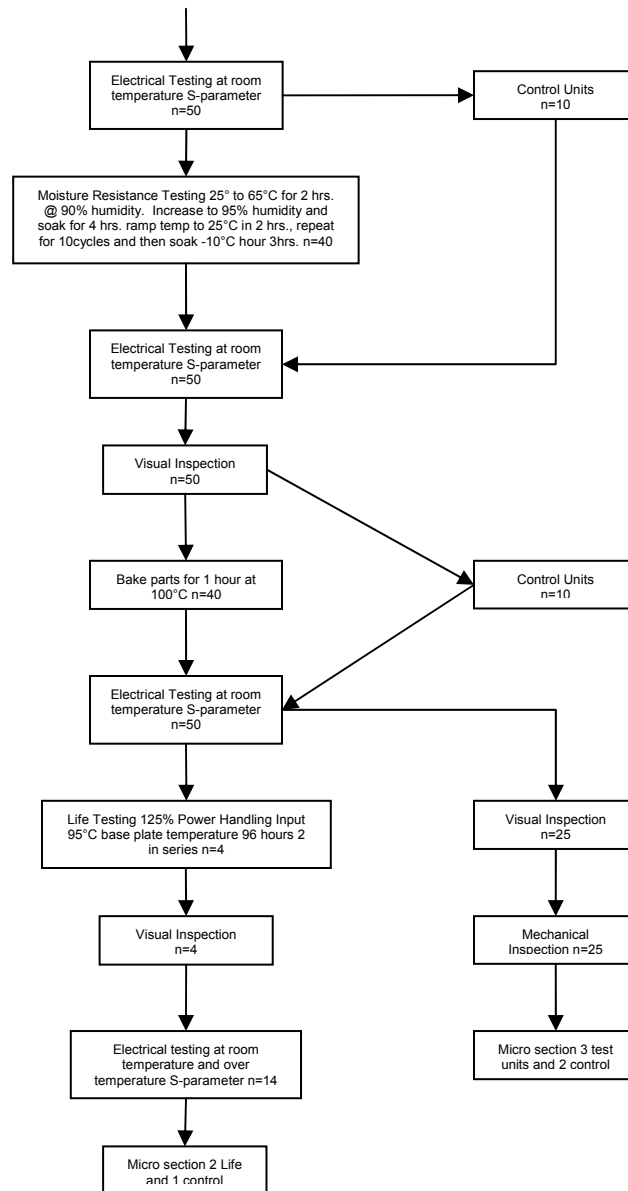 Electrical Testing at room
temperature S-parameter
n=50
Control Units
n=10
Moisture Resistance Testing 25° to 65°C for 2 hrs.
@ 90% humidity.  Increase to 95% humidity and
soak for 4 hrs. ramp temp to 25°C in 2 hrs., repeat
for 10cycles and then soak -10°C hour 3hrs. n=40
Electrical Testing at room
temperature S-parameter
n=50
Visual Inspection
n=50
Bake parts for 1 hour at
100°C n=40
Control Units
n=10
Electrical Testing at room
temperature S-parameter
n=50
Life Testing 125% Power Handling Input
95°C base plate temperature 96 hours 2
in series n=4
Visual Inspection
n=25
Visual Inspection
n=4
Mechanical
Inspection n=25
Electrical testing at room
temperature and over
temperature S-parameter n=14
Micro section 3 test
units and 2 control
Micro section 2 Life
and 1 control